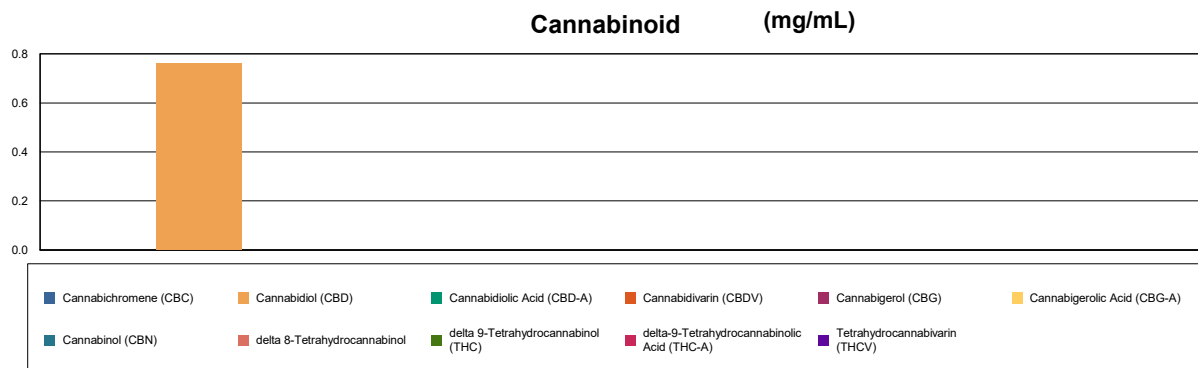 Cannabinoid (mg/mL)
0.8
0.6
0.4
0.2
0.0
Cannabichromene (CBC)
Cannabidiol (CBD)
Cannabidiolic Acid (CBD-A)
Cannabidivarin (CBDV)
Cannabigerol (CBG)
Cannabigerolic Acid (CBG-A)
Cannabinol (CBN)
delta 8-Tetrahydrocannabinol
delta 9-Tetrahydrocannabinol
(THC)
delta-9-Tetrahydrocannabinolic
Acid (THC-A)
Tetrahydrocannabivarin
(THCV)